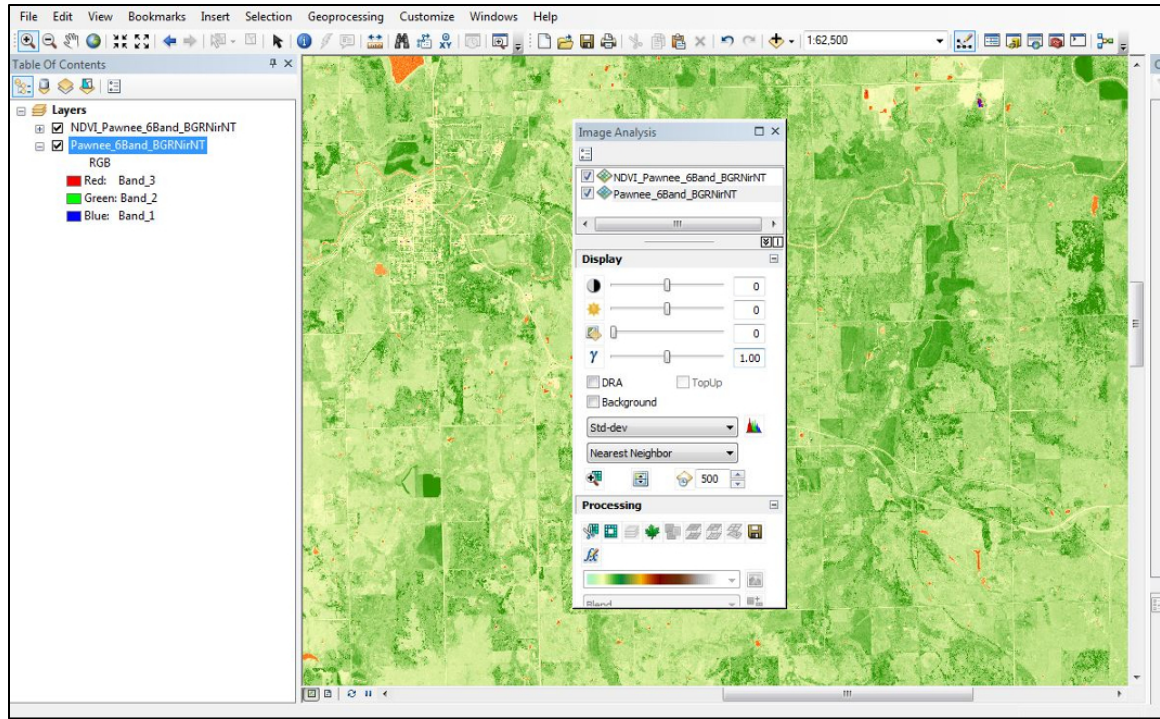 File Edit View Bookmarks Insert Selection Geoprocessing Customize Windows Help
1:62,500
Table Of Contents
Layers
NDVI_Pawnee_6Band_BGRNirNT
Pawnee_6Band_BGRNirNT
RGB
Red: Band_3
Green: Band_2
Blue: Band_1
Image Analysis
NDVI_Pawnee_6Band_BGRNirNT
Pawnee_6Band_BGRNirNT
Display
0
0
0
γ 1.00
DRA TopUp
Background
Std-dev
Nearest Neighbor
500
Processing
Blend